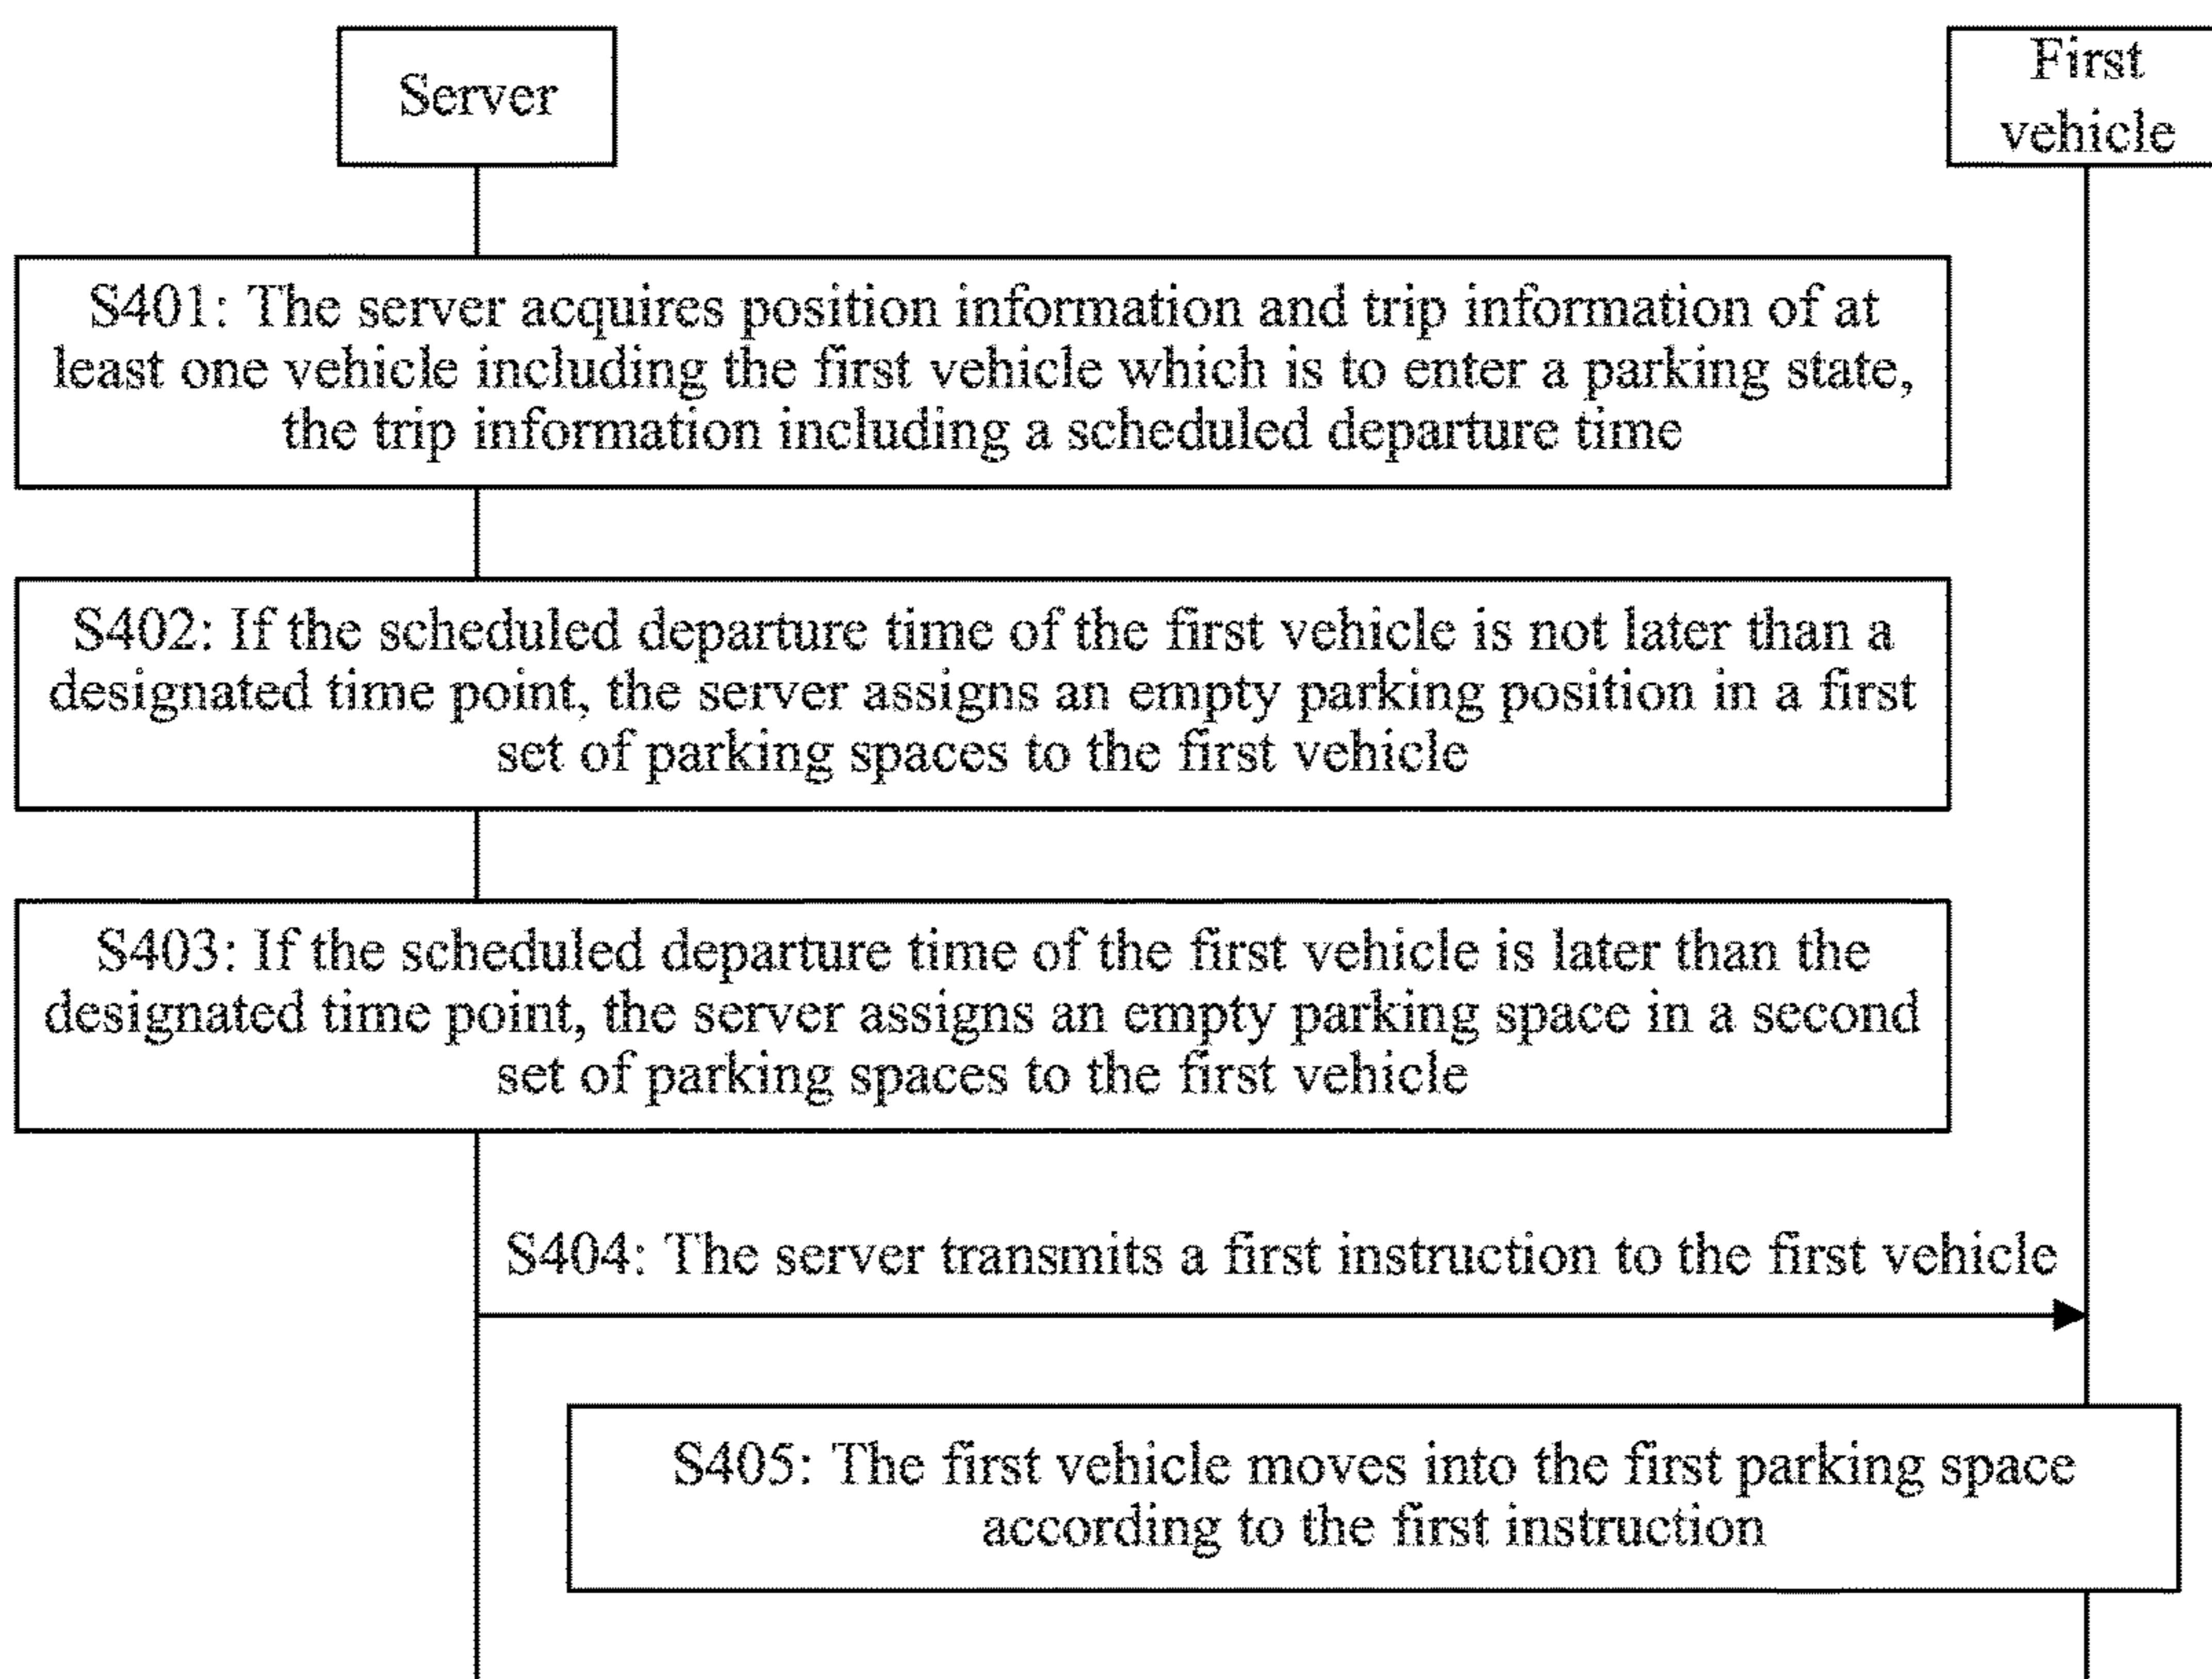 Server
First
vehicle
S401: The server acquires position information and trip information of at
least one vehicle including the first vehicle which is to enter a parking state,
the trip information including a scheduled departure time
S402: If the scheduled departure time of the first vehicle is not later than a
designated time point, the server assigns an empty parking position in a first
set of parking spaces to the first vehicle
S403: If the scheduled departure time of the first vehicle is later than the
designated time point, the server assigns an empty parking space in a second
set of parking spaces to the first vehicle
S404: The server transmits a first instruction to the first vehicle
S405: The first vehicle moves into the first parking space
according to the first instruction